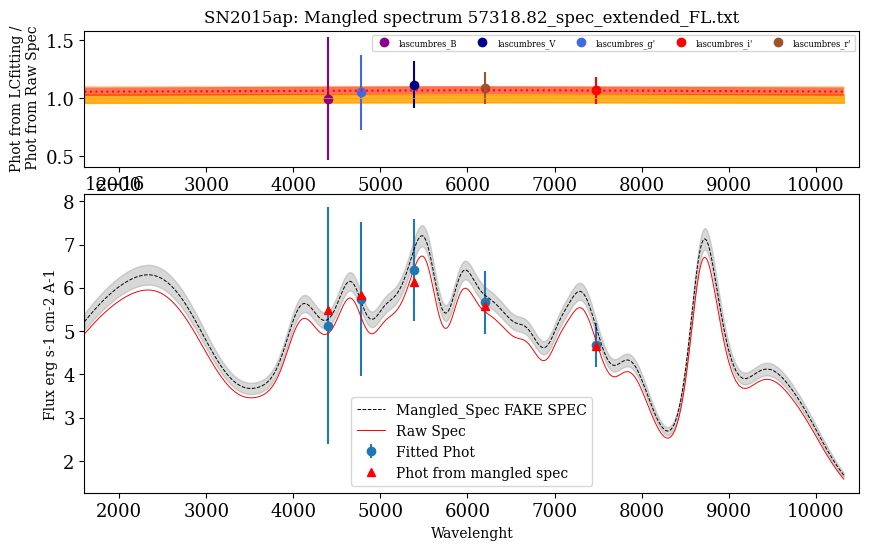 SN2015ap: Mangled spectrum 57318.82_spec_extended_FL.txt
Phot from LCfitting /
Phot from Raw Spec
1.5
1.0
0.5
lascumbres_B
lascumbres_V
lascumbres_g'
lascumbres_i'
lascumbres_r'
2000 3000 4000 5000 6000 7000 8000 9000 10000
1e−16
Flux erg s-1 cm-2 A-1
8
7
6
5
4
3
2
Mangled_Spec FAKE SPEC
Raw Spec
Fitted Phot
Phot from mangled spec
2000 3000 4000 5000 6000 7000 8000 9000 10000
Wavelenght